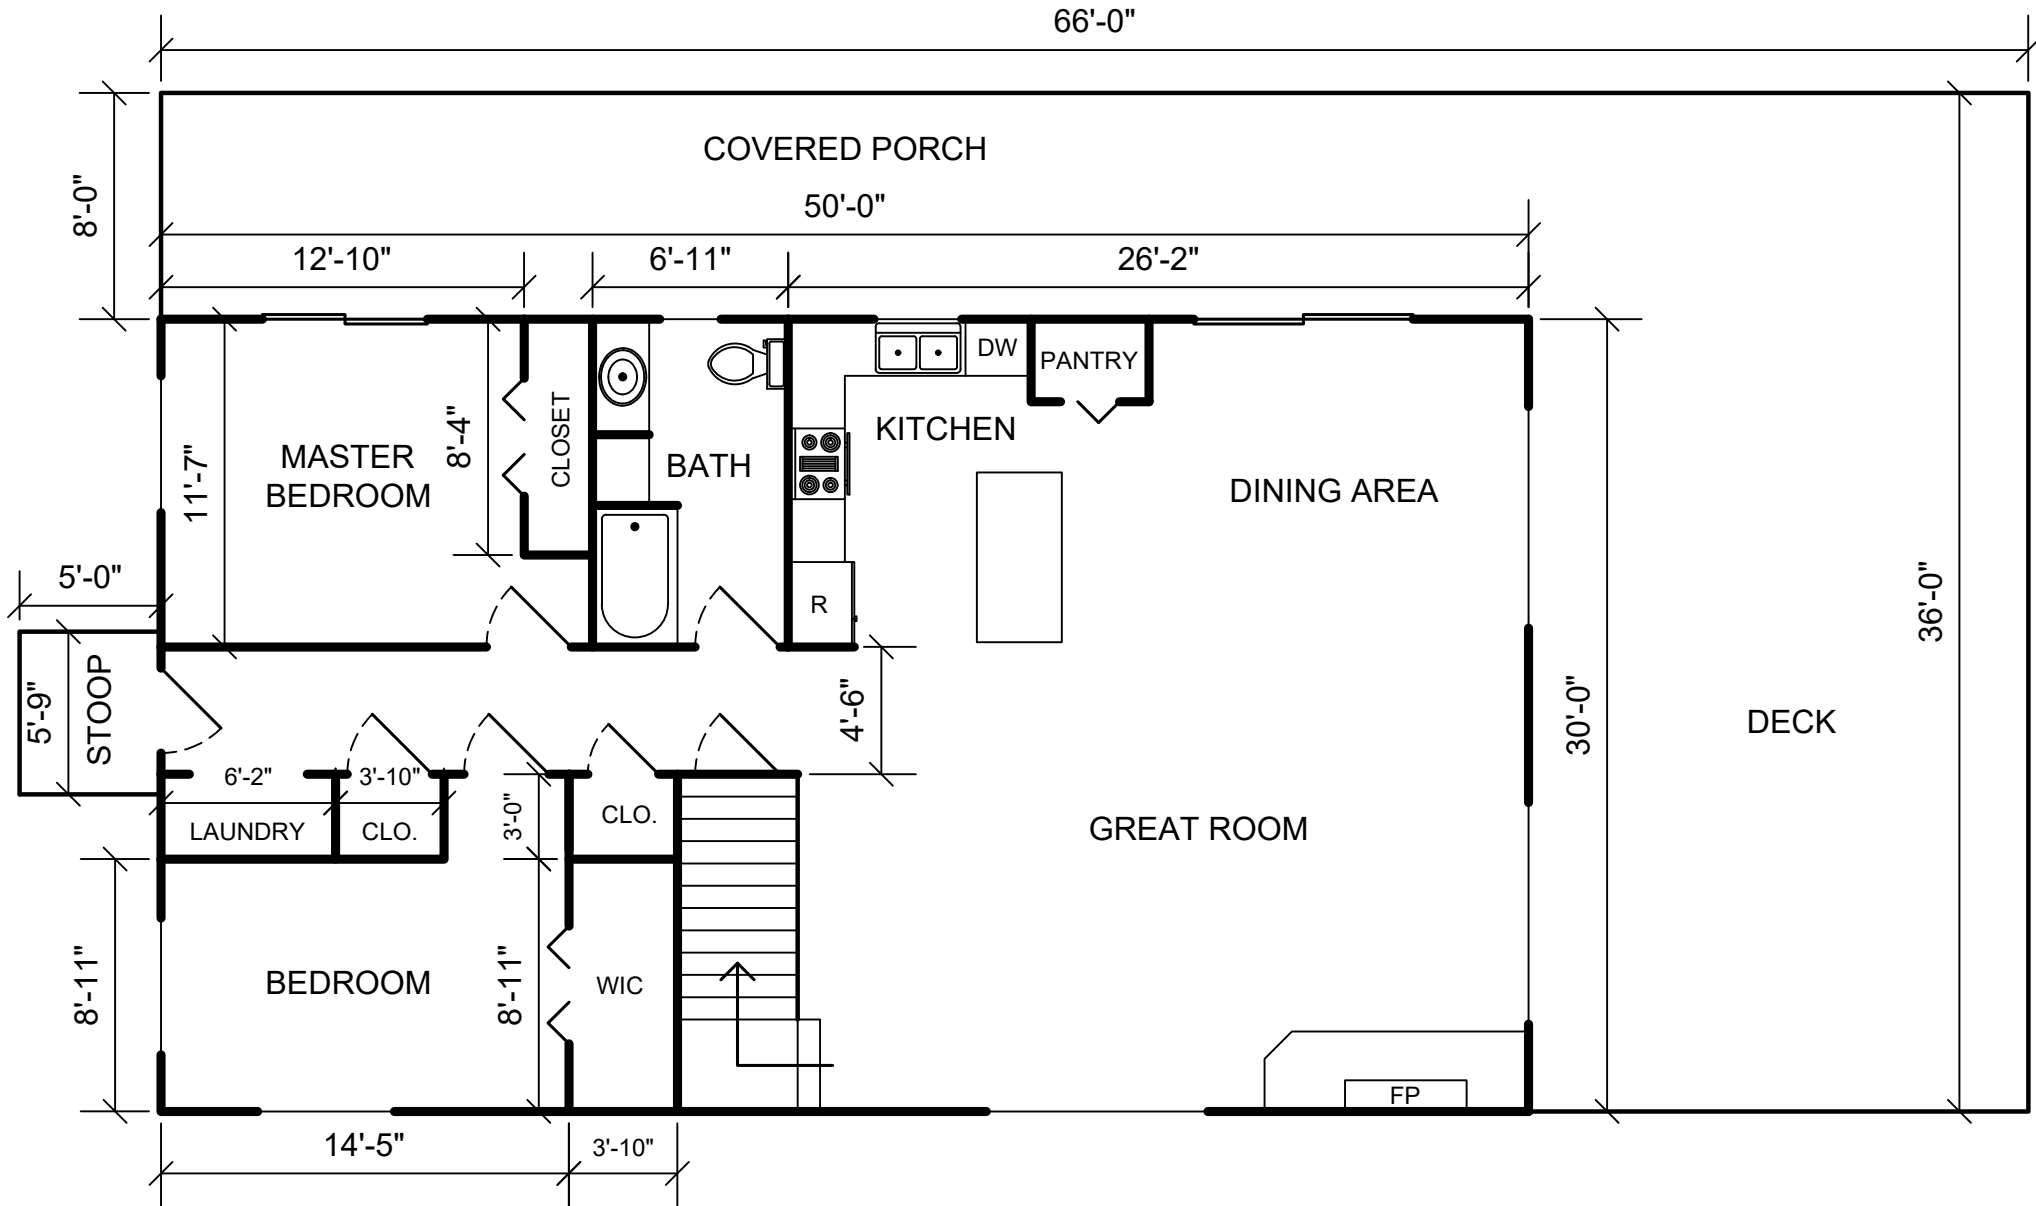 66'-0"
COVERED PORCH
8'-0"
50'-0"
12'-10"
6'-11"
26'-2"
DW
PANTRY
KITCHEN
CLOSET
8'-4"
11'-7"
MASTER
BEDROOM
BATH
DINING AREA
5'-0"
R
36'-0"
5'-9"
STOOP
4'-6"
30'-0"
DECK
6'-2"
3'-10"
3'-0"
LAUNDRY
CLO.
CLO.
GREAT ROOM
8'-11"
BEDROOM
8'-11"
WIC
FP
14'-5"
3'-10"